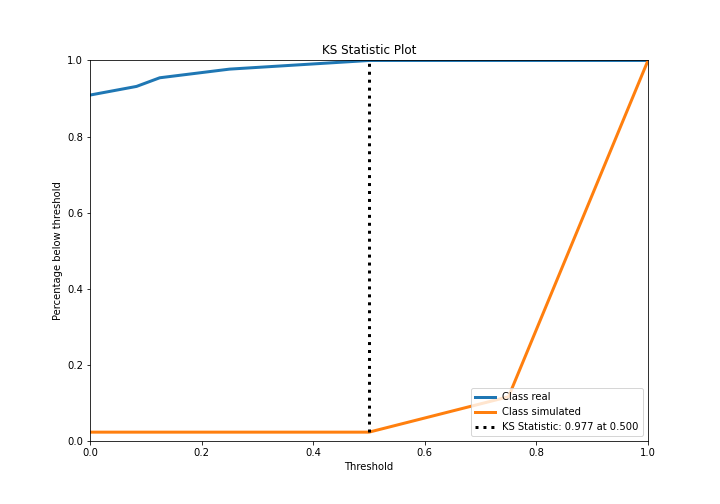 KS Statistic Plot
1.0
0.8
0.6
0.4
0.2
0.0
Percentage below threshold
0.0 0.2 0.4 0.6 0.8 1.0
Threshold
Class real
Class simulated
KS Statistic: 0.977 at 0.500